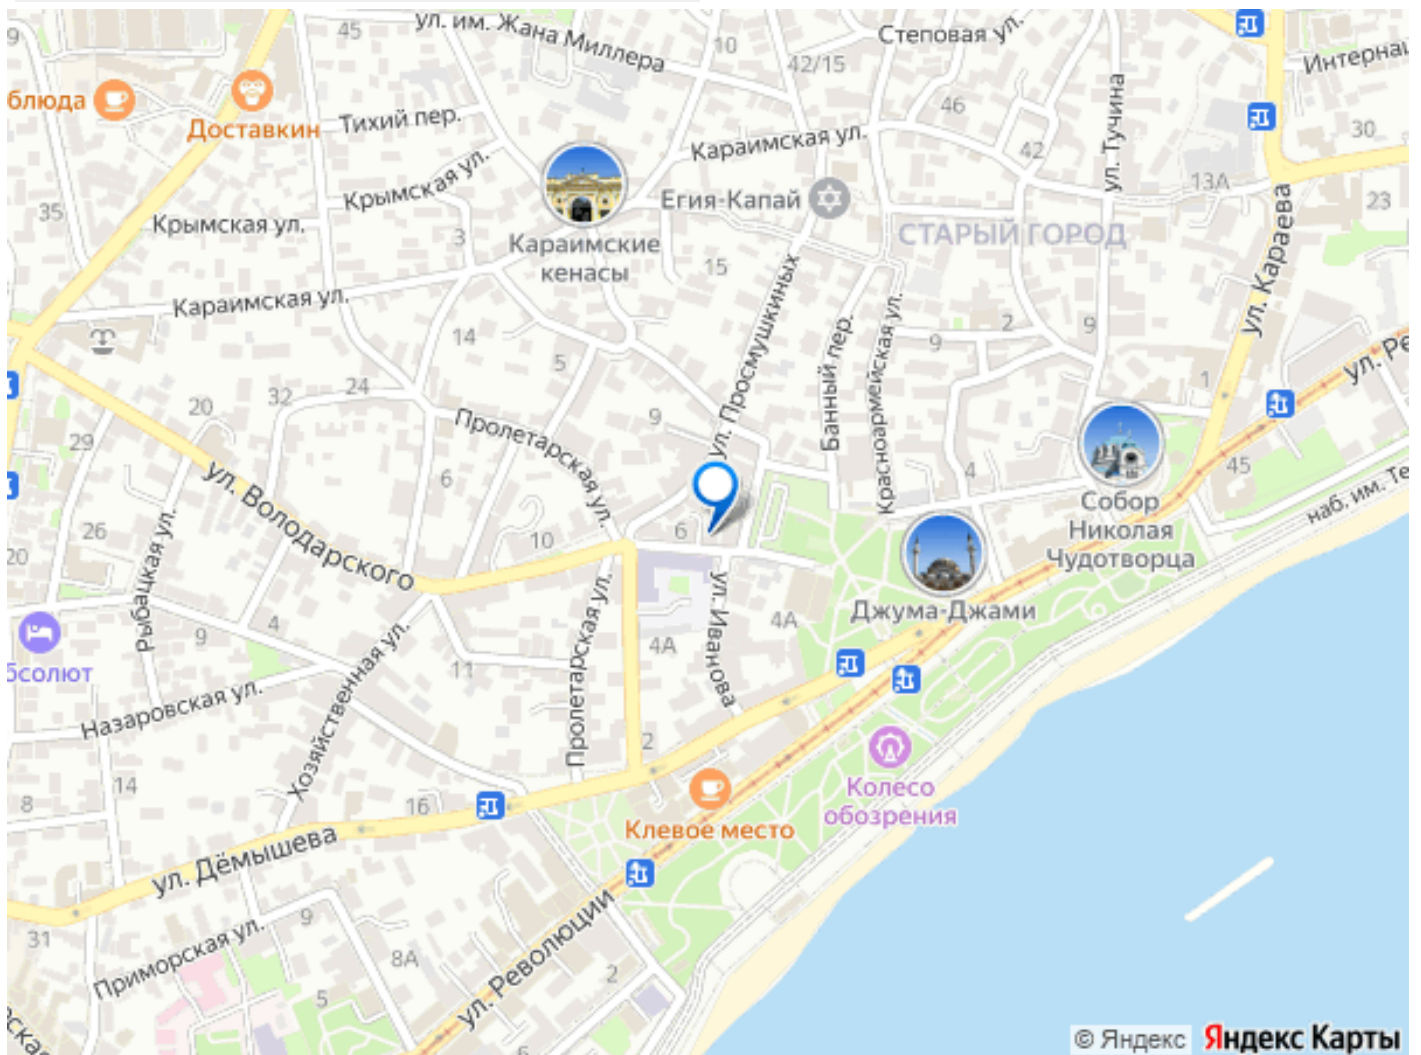 ул. им. Жана Миллера
Степовая ул.
45
10
42/15
Интернац
9
блюда
Доставкин
Тихий пер.
46
ул. Тучина
30
Караимская ул.
42
Крымская ул.
13А
35
Крымская ул.
3
Егия-Капай
23
СТАРЫЙ ГОРОД
Караимские
кенасы
15
ул. Караева
Караимская ул.
14
5
ул. Просмушкиных
Банный пер.
Красноармейская ул.
2
9
9
ул. Ре
24
32
20
1
29
Пролетарская ул.
9
6
4
45
Собор
Николая
Чудотворца
наб. им. Те
ул. Володарского
26
20
Рыбацкая ул.
10
6
Джума-Джами
ул. Иванова
9
4
4А
4А
бсолют
11
Назаровская ул.
Хозяйственная ул.
Пролетарская ул.
2
14
8
16
Колесо
обозрения
Клевое место
ул. Дёмышева
31
9
Приморская ул.
8А
5
ул. Революции
2
6
ская
© Яндекс
Яндекс Карты